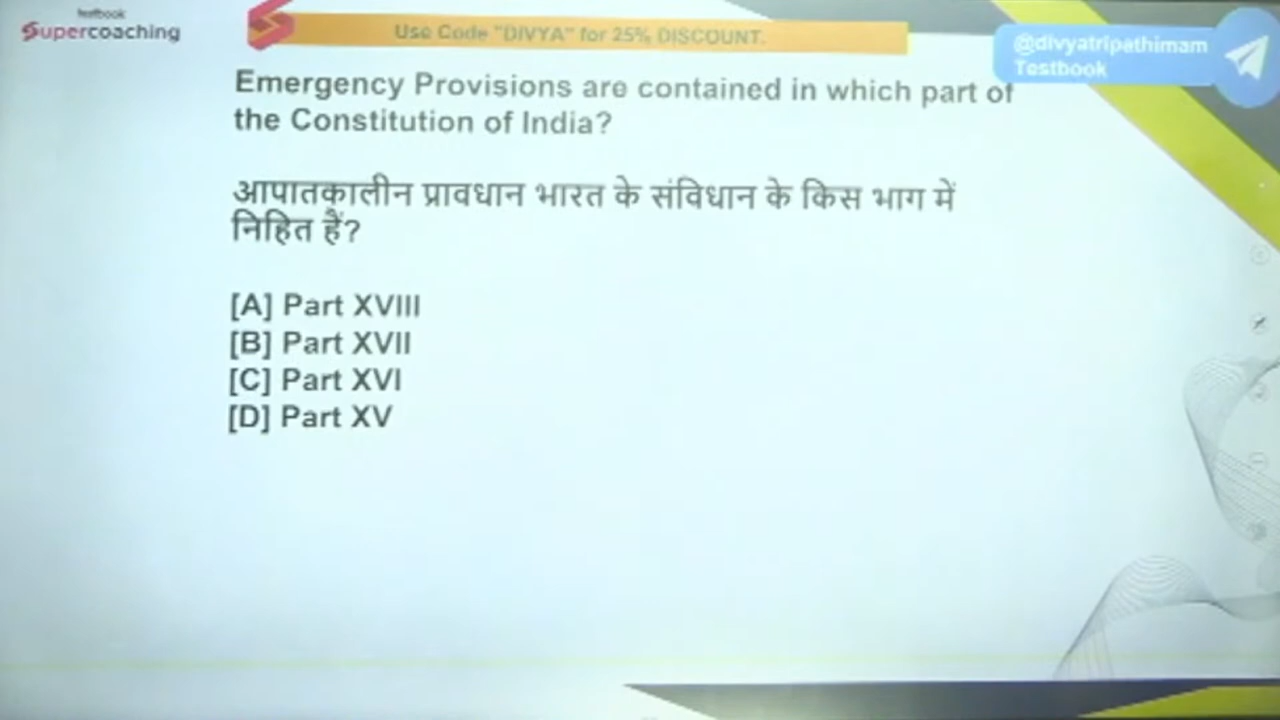 testbook
Supercoaching
Use Code "DIVYA" for 25% DISCOUNT.
@divyatripathimam
Testbook
Emergency Provisions are contained in which part of
the Constitution of India?
आपातकालीन प्रावधान भारत के संविधान के किस भाग में
निहित हैं?
[A] Part XVIII
[B] Part XVII
[C] Part XVI
[D] Part XV